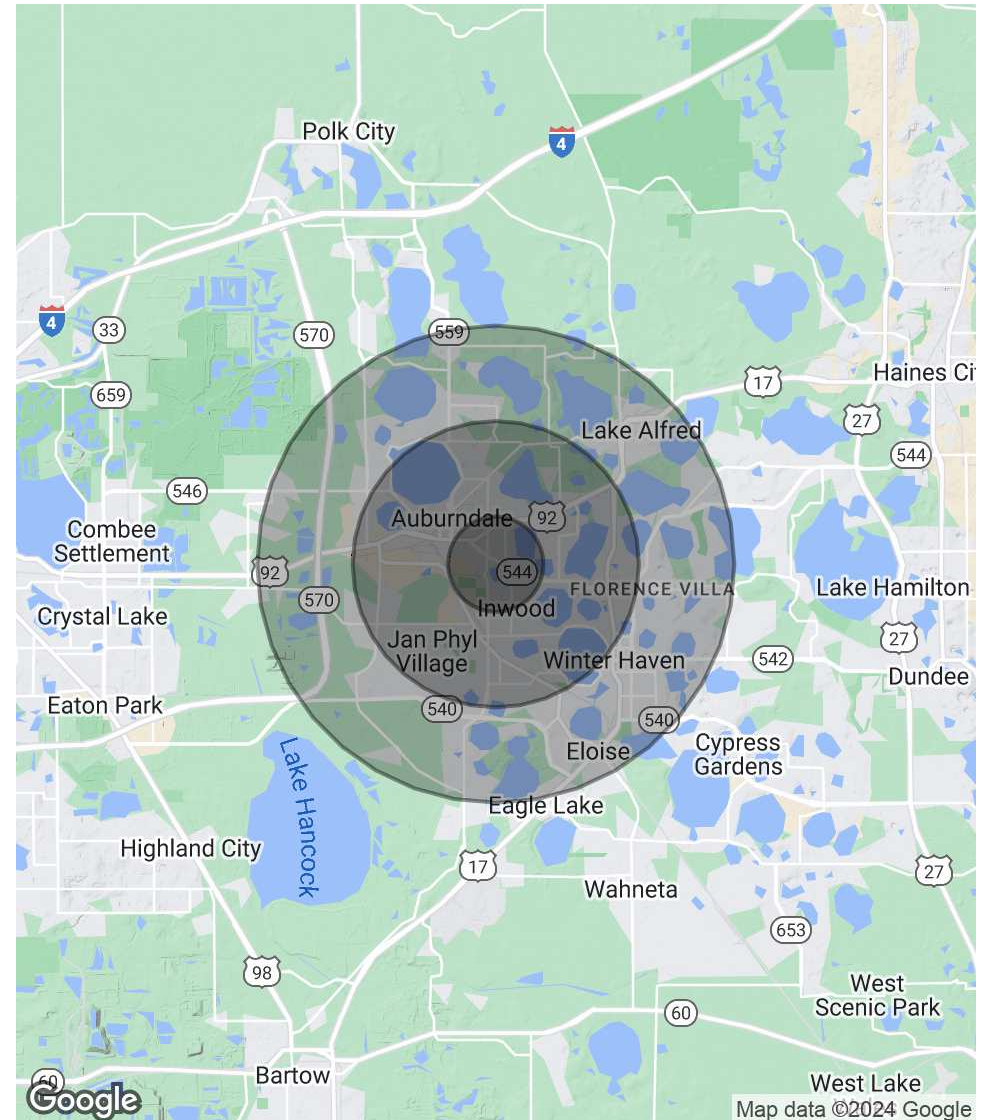 Polk City
4
4
33
570
559
659
17
Haines Cit
27
Lake Alfred
544
546
Auburndale
92
Combee
Settlement
92
544
570
FLORENCE VILLA
Lake Hamilton
Inwood
Crystal Lake
27
Jan Phyl
Village
Winter Haven
542
Dundee
Eaton Park
540
540
Eloise
Cypress
Gardens
Lake Hancock
Eagle Lake
Highland City
17
27
Wahneta
653
98
West
Scenic Park
60
Bartow
60
West Lake
Google
Map data ©2024 Google